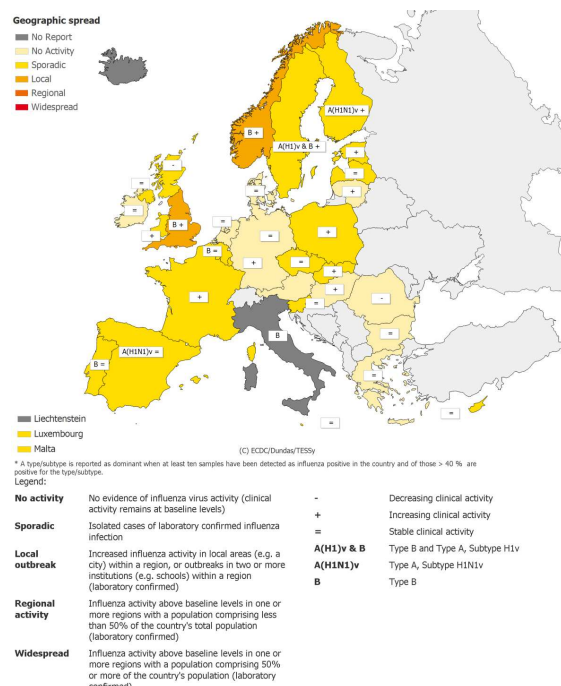 Geographic spread
No Report
No Activity
Sporadic
Local
Regional
Widespread
A(H1N1)v +
B +
A(H1)v & B +
-
+
=
=
=
+
=
=
+
B +
=
+
B =
=
+
+
+
+
=
-
B
=
B =
A(H1N1)v =
=
=
=
=
Liechtenstein
Luxembourg
Malta
(C) ECDC/Dundas/TESSy
* A type/subtype is reported as dominant when at least ten samples have been detected as influenza positive in the country and of those > 40 % are
positive for the type/subtype.
Legend:
No activity No evidence of influenza virus activity (clinical
activity remains at baseline levels)
Sporadic Isolated cases of laboratory confirmed influenza
infection
Local
outbreak
Increased influenza activity in local areas (e.g. a
city) within a region, or outbreaks in two or more
institutions (e.g. schools) within a region
(laboratory confirmed)
Regional
activity
Influenza activity above baseline levels in one or
more regions with a population comprising less
than 50% of the country's total population
(laboratory confirmed)
Widespread Influenza activity above baseline levels in one or
more regions with a population comprising 50%
or more of the country's population (laboratory
confirmed)
- Decreasing clinical activity
+ Increasing clinical activity
= Stable clinical activity
A(H1)v & B Type B and Type A, Subtype H1v
A(H1N1)v Type A, Subtype H1N1v
B Type B